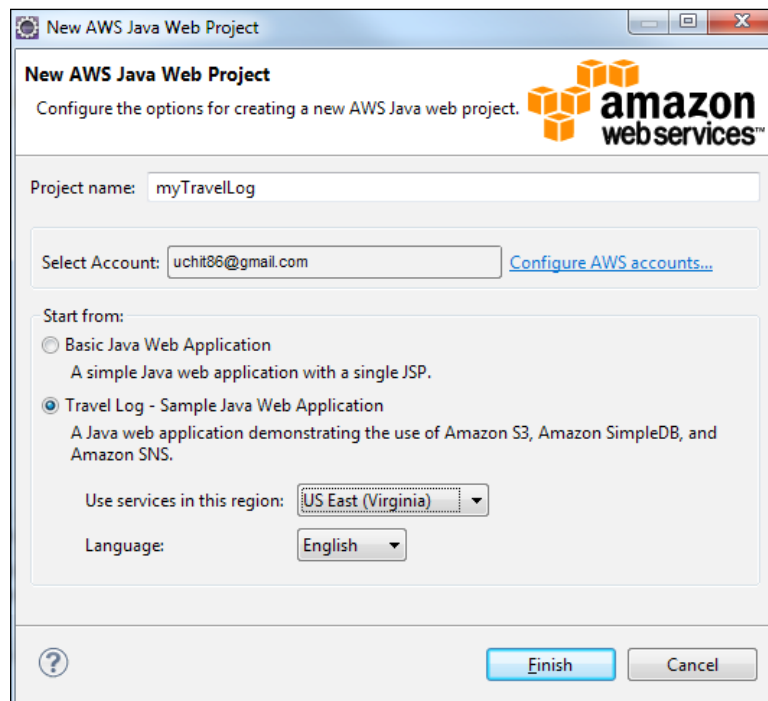 New AWS Java Web Project
New AWS Java Web Project
Configure the options for creating a new AWS Java web project.
amazon
webservices™
Project name: myTravelLog
Select Account: uchit86@gmail.com Configure AWS accounts...
Start from:
Basic Java Web Application
A simple Java web application with a single JSP.
Travel Log - Sample Java Web Application
A Java web application demonstrating the use of Amazon S3, Amazon SimpleDB, and
Amazon SNS.
Use services in this region: US East (Virginia)
Language: English
Finish Cancel